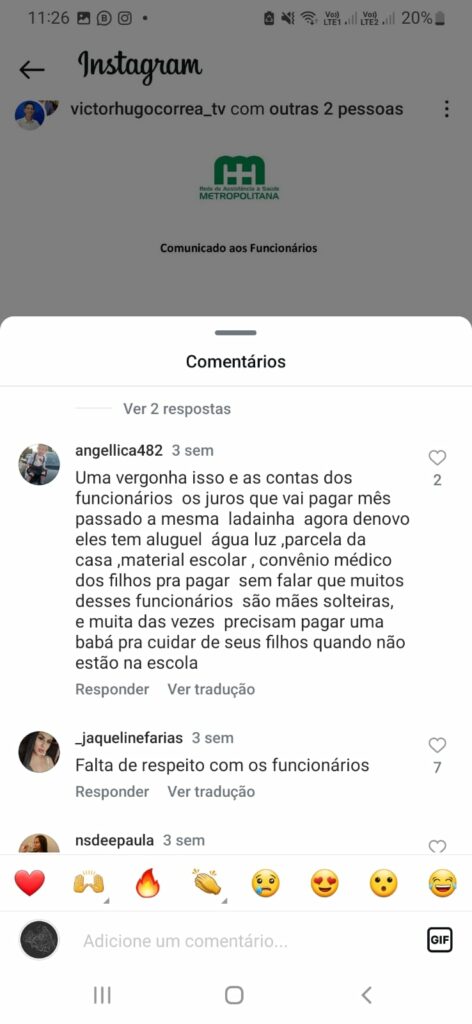 11:26
Vo) Vo)
LTE1 LTE2 20%
Instagram
victorhugocorrea_tv com outras 2 pessoas
Rede de Assistência à Saúde
METROPOLITANA
Comunicado aos Funcionários
Comentários
Ver 2 respostas
angellica482 3 sem
Uma vergonha isso e as contas dos
funcionários os juros que vai pagar mês
passado a mesma ladainha agora denovo
eles tem aluguel água luz ,parcela da
casa ,material escolar , convênio médico
dos filhos pra pagar sem falar que muitos
desses funcionários são mães solteiras,
e muita das vezes precisam pagar uma
babá pra cuidar de seus filhos quando não
estão na escola
2
Responder Ver tradução
_jaquelinefarias 3 sem
Falta de respeito com os funcionários
7
Responder Ver tradução
nsdeepaula 3 sem
Adicione um comentário...
GIF